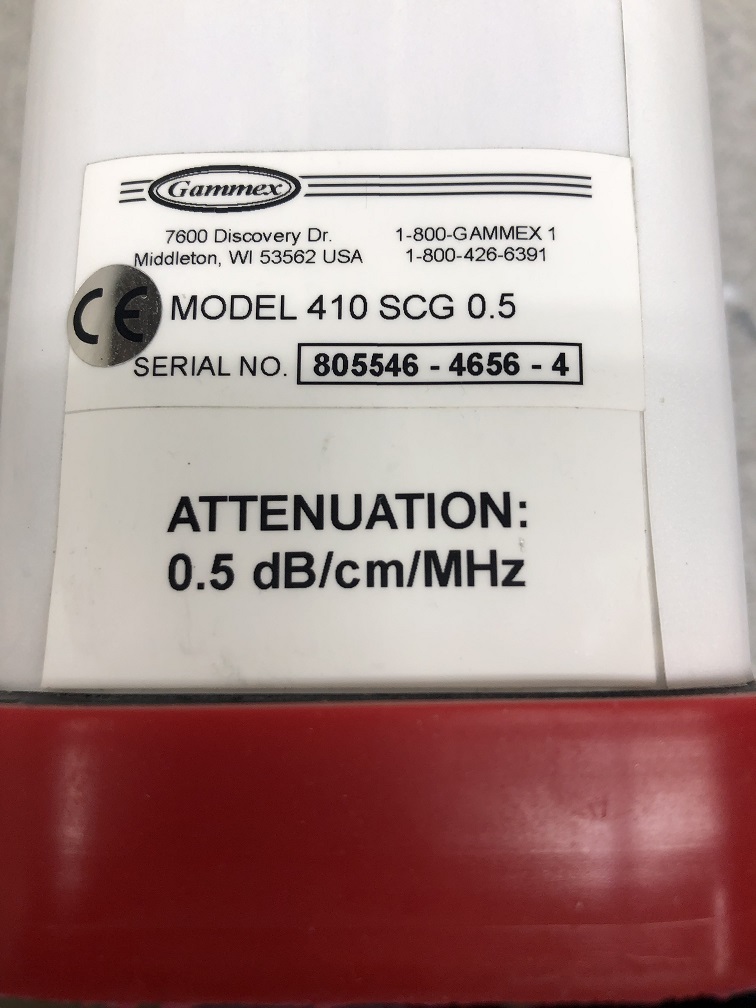 Gammex
7600 Discovery Dr. 1-800-GAMMEX 1
Middleton, WI 53562 USA 1-800-426-6391
CE MODEL 410 SCG 0.5
SERIAL NO. 805546 - 4656 - 4
ATTENUATION:
0.5 dB/cm/MHz